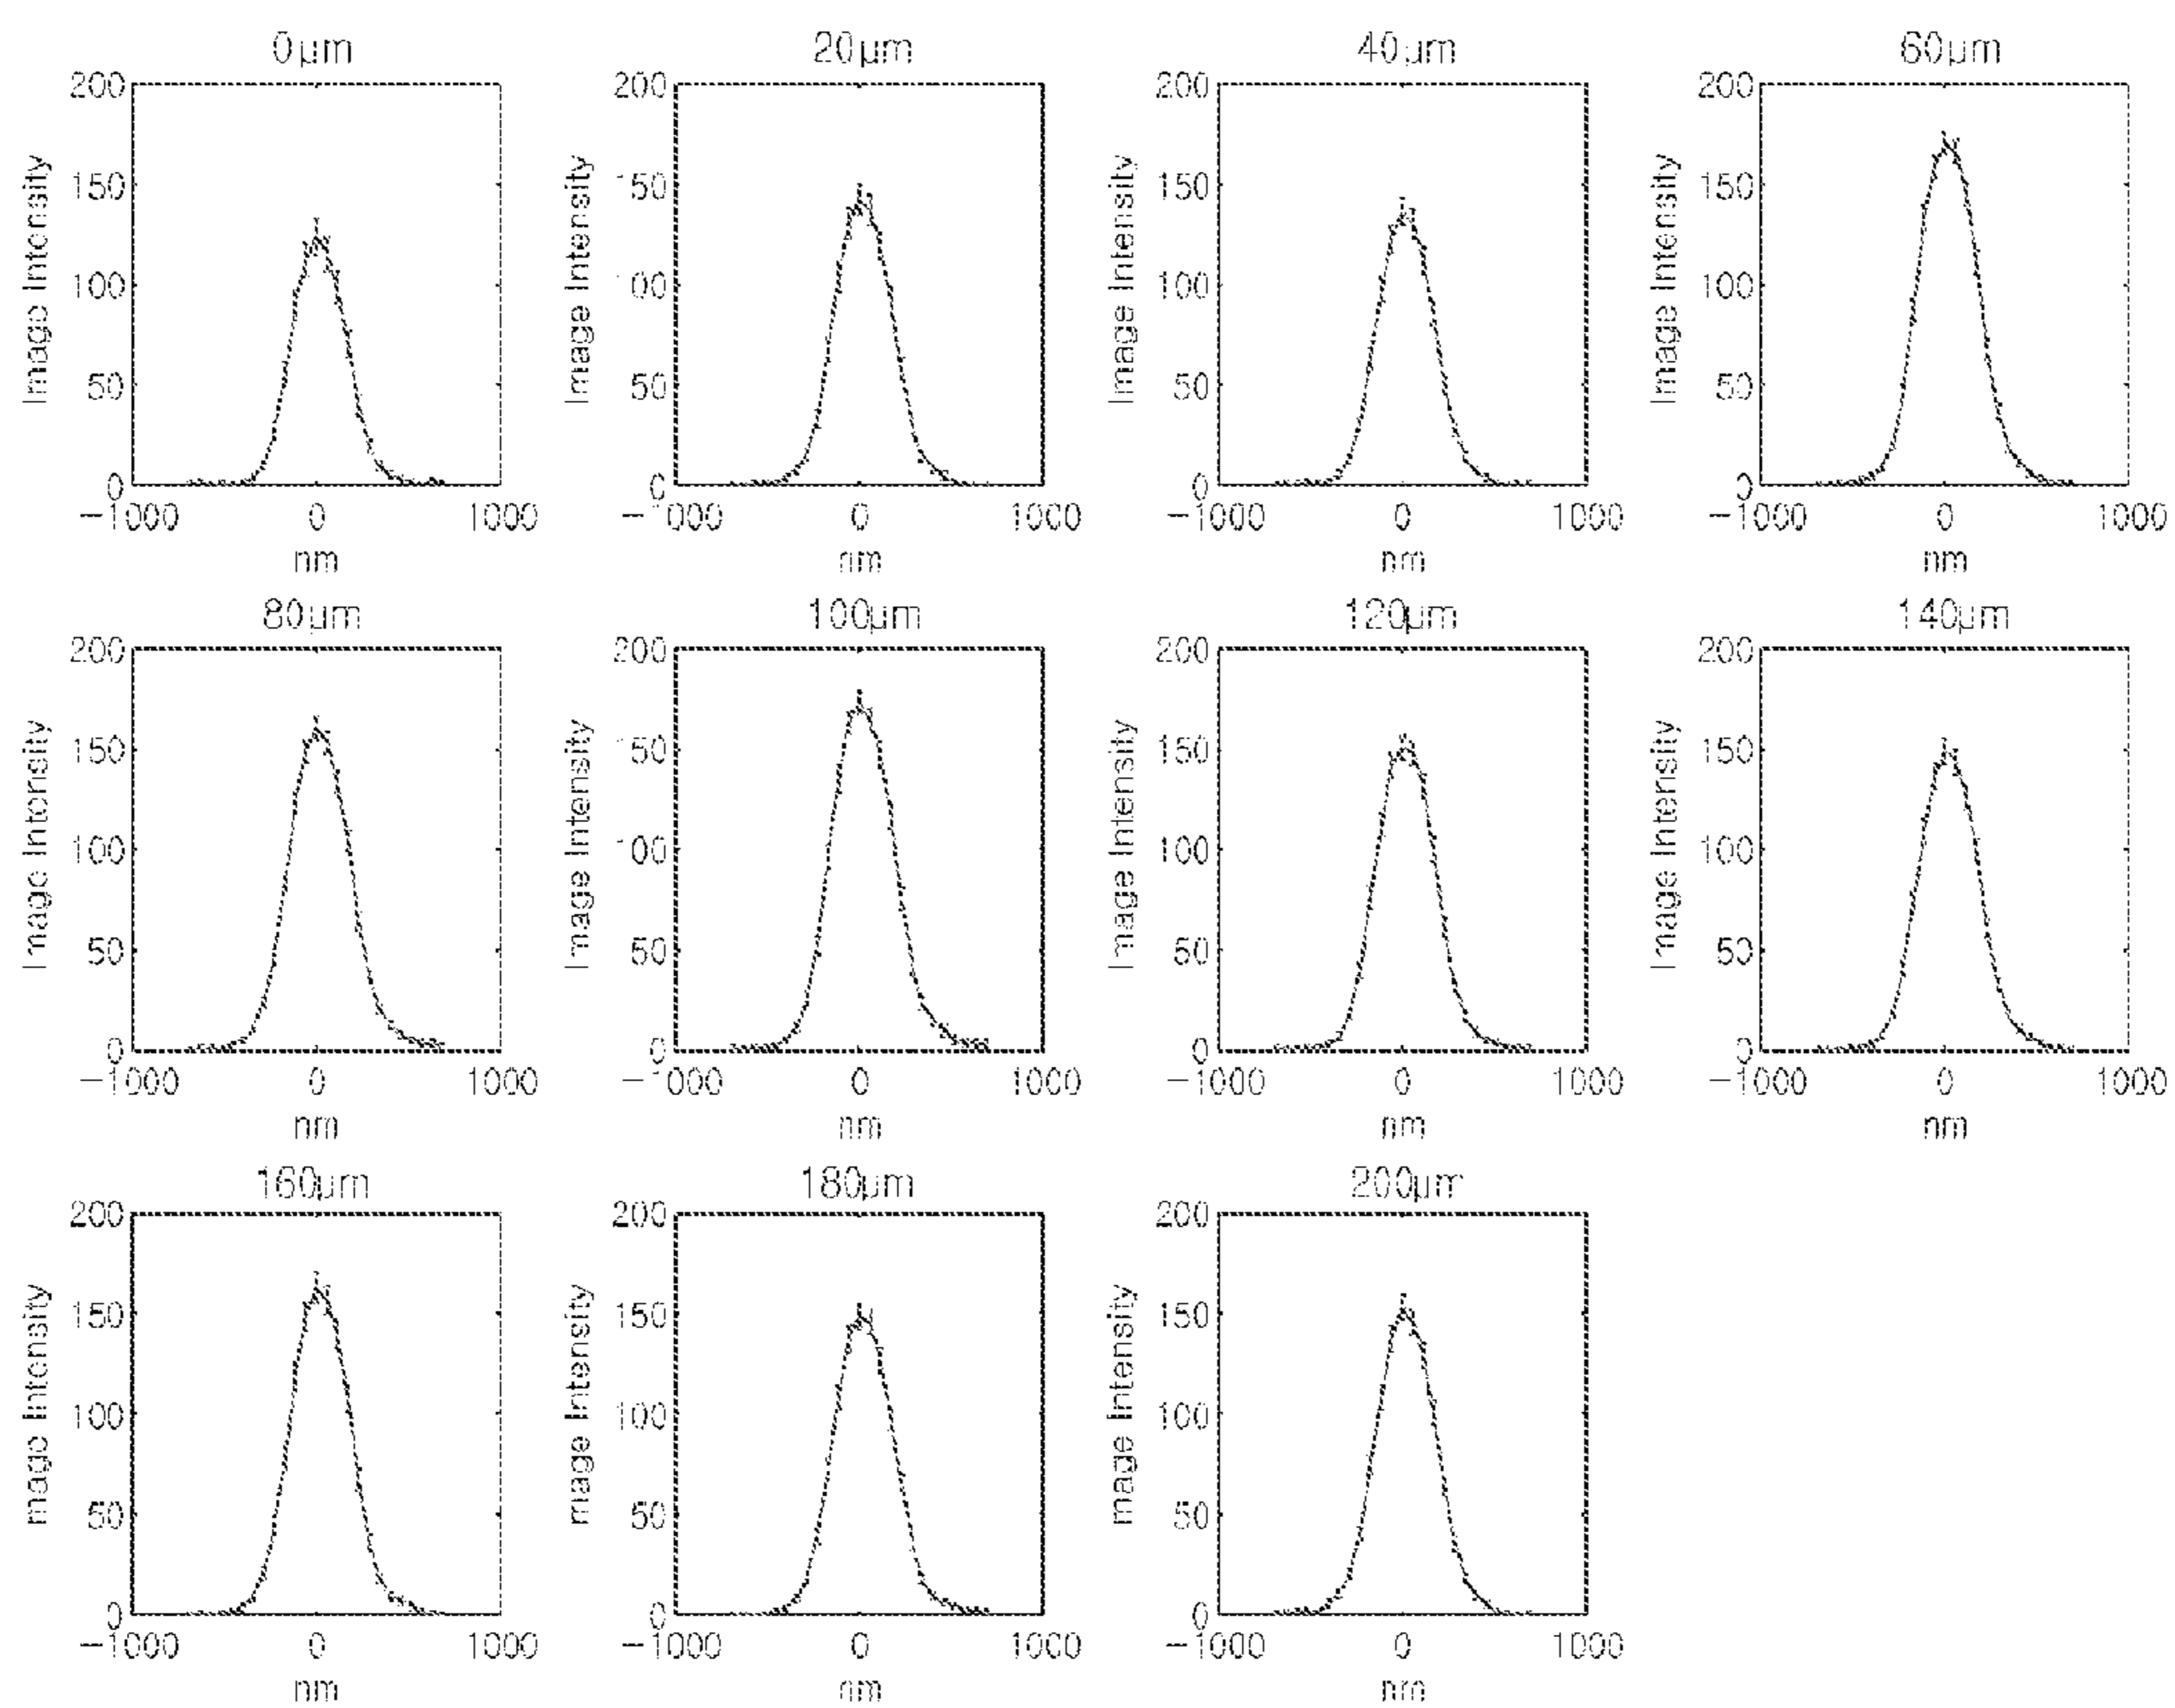 0µm 20µm 40µm 60µm
200 200 200 200
Image Intensity Image Intensity Image Intensity Image Intensity
150 150 150 150
100 100 100 100
50 50 50 50
0 0 0 0
−1000 0 1000 −1000 0 1000 −1000 0 1000 −1000 0 1000
nm nm nm nm
80µm 100µm 120µm 140µm
200 200 200 200
Image Intensity Image Intensity Image Intensity Image Intensity
150 150 150 150
100 100 100 100
50 50 50 50
0 0 0 0
−1000 0 1000 −1000 0 1000 −1000 0 1000 −1000 0 1000
nm nm nm nm
160µm 180µm 200µm
200 200 200
Image Intensity Image Intensity Image Intensity
150 150 150
100 100 100
50 50 50
0 0 0
−1000 0 1000 −1000 0 1000 −1000 0 1000
nm nm nm